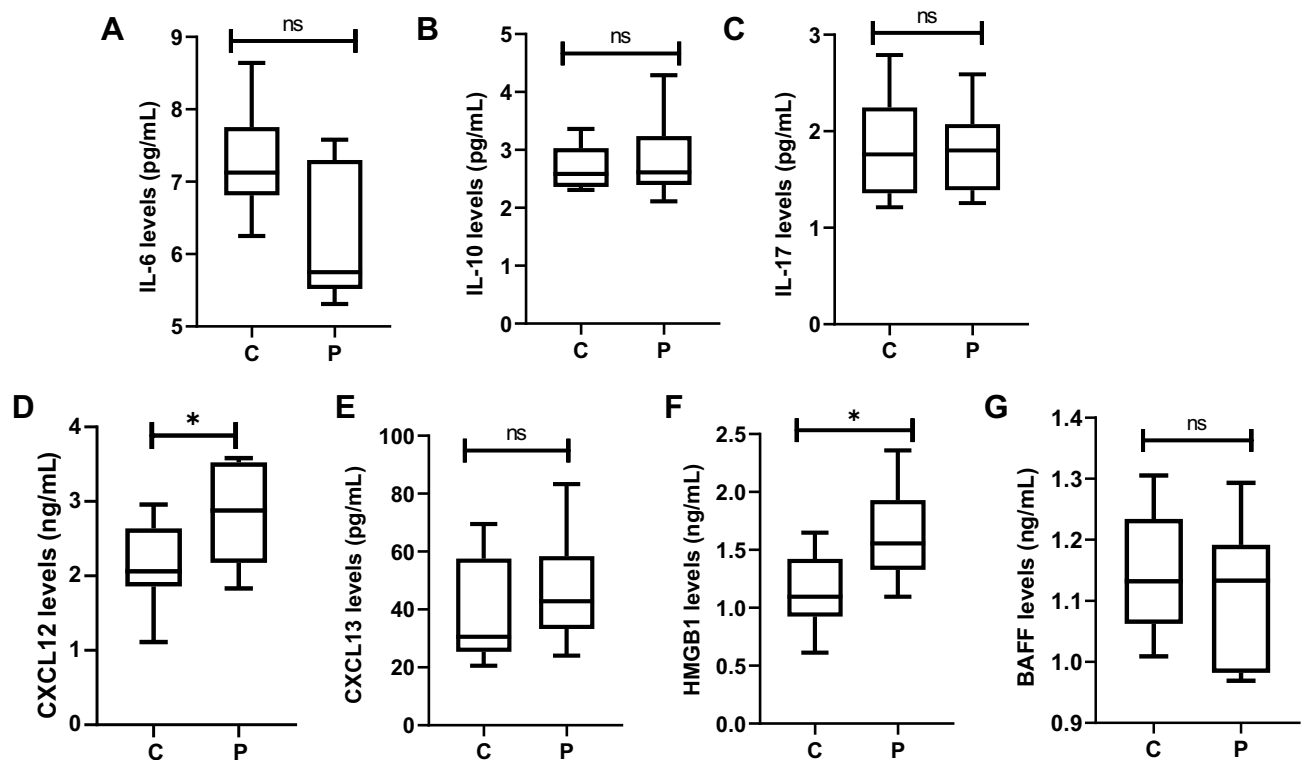 A
IL-6 levels (pg/mL)
9
8
7
6
5
ns
C
P
B
IL-10 levels (pg/mL)
5
4
3
2
1
0
ns
C
P
C
IL-17 levels (pg/mL)
3
2
1
0
ns
C
P
D
CXCL12 levels (ng/mL)
4
3
2
1
0
*
C
P
E
CXCL13 levels (pg/mL)
100
80
60
40
20
0
ns
C
P
F
HMGB1 levels (ng/mL)
2.5
2.0
1.5
1.0
0.5
0.0
*
C
P
G
BAFF levels (ng/mL)
1.4
1.3
1.2
1.1
1.0
0.9
ns
C
P